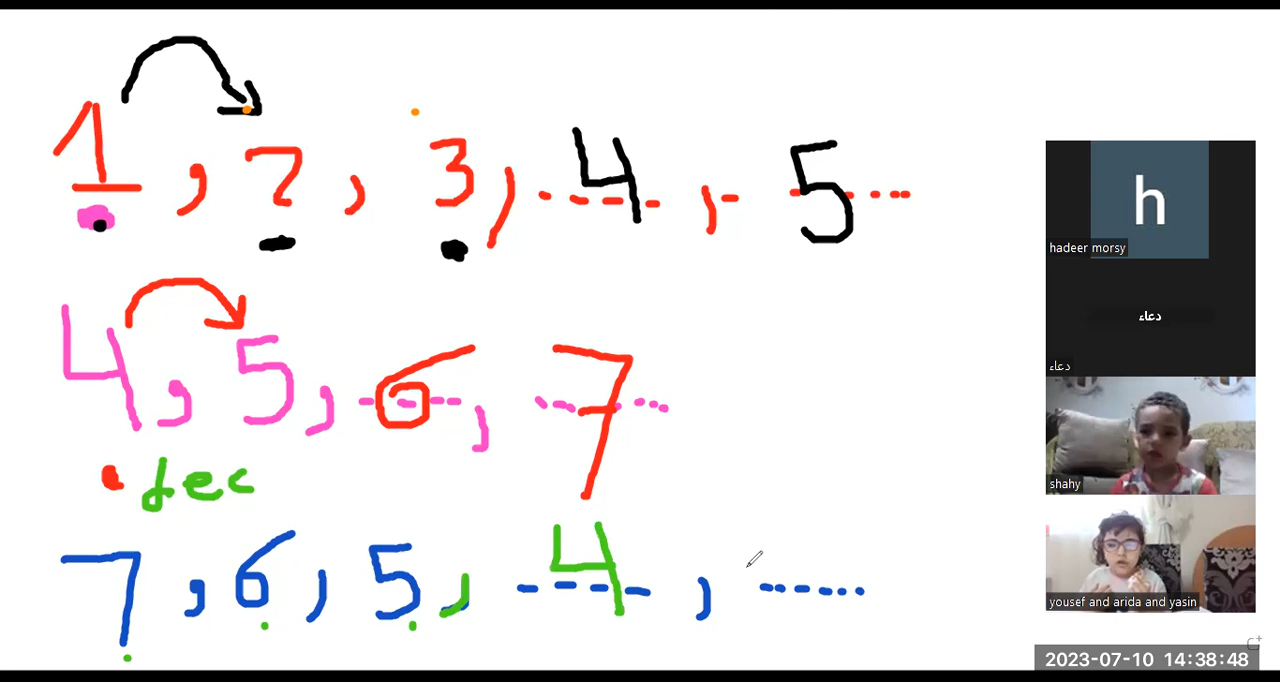 1, 2, 3, 4, 5
4, 5, 6, 7
dec
7, 6, 5, 4, ......
h
hadeer morsy
دعاء
دعاء
shahy
yousef and arida and yasin
2023-07-10 14:38:48